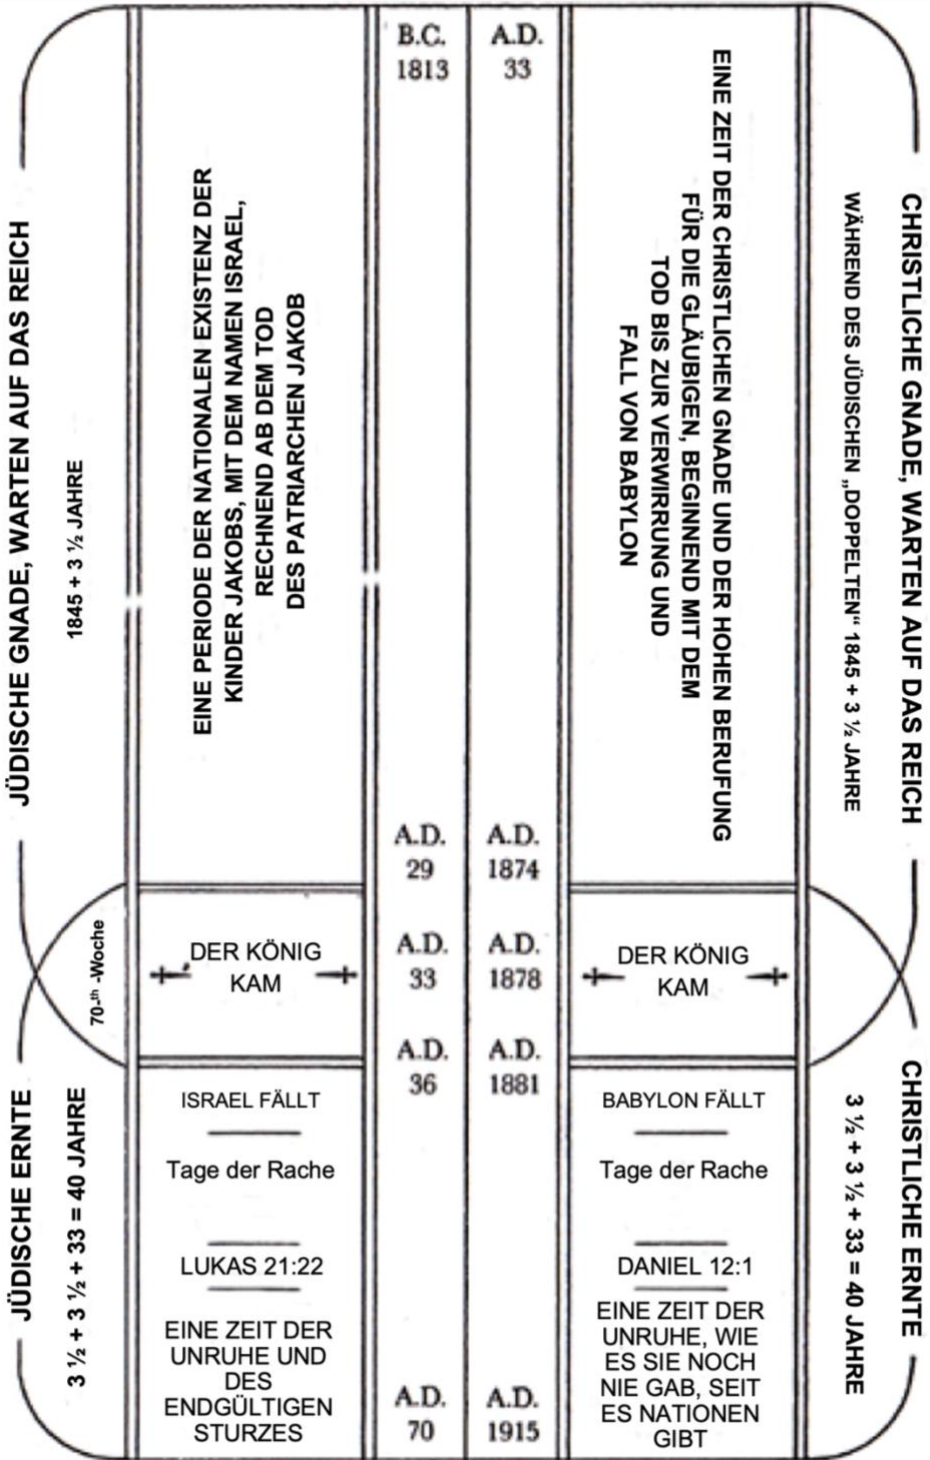 JÜDISCHE GNADE, WARTEN AUF DAS REICH
1845 + 3 ½ JAHRE
EINE PERIODE DER NATIONALEN EXISTENZ DER
KINDER JAKOBS, MIT DEM NAMEN ISRAEL,
RECHNEND AB DEM TOD
DES PATRIARCHEN JAKOB
B.C.
1813
A.D.
33
EINE ZEIT DER CHRISTLICHEN GNADE UND DER HOHEN BERUFUNG
FÜR DIE GLÄUBIGEN, BEGINNEND MIT DEM
TOD BIS ZUR VERWIRRUNG UND
FALL VON BABYLON
WÄHREND DES JÜDISCHEN „DOPPELTEN“ 1845 + 3 ½ JAHRE
CHRISTLICHE GNADE, WARTEN AUF DAS REICH
A.D.
29
A.D.
1874
70-th -Woche
DER KÖNIG
KAM
A.D.
33
A.D.
1878
DER KÖNIG
KAM
A.D.
36
A.D.
1881
JÜDISCHE ERNTE
3 ½ + 3 ½ + 33 = 40 JAHRE
ISRAEL FÄLLT
Tage der Rache
LUKAS 21:22
EINE ZEIT DER
UNRUHE UND
DES
ENDGÜLTIGEN
STURZES
A.D.
70
A.D.
1915
BABYLON FÄLLT
Tage der Rache
DANIEL 12:1
EINE ZEIT DER
UNRUHE, WIE
ES SIE NOCH
NIE GAB, SEIT
ES NATIONEN
GIBT
3 ½ + 3 ½ + 33 = 40 JAHRE
CHRISTLICHE ERNTE